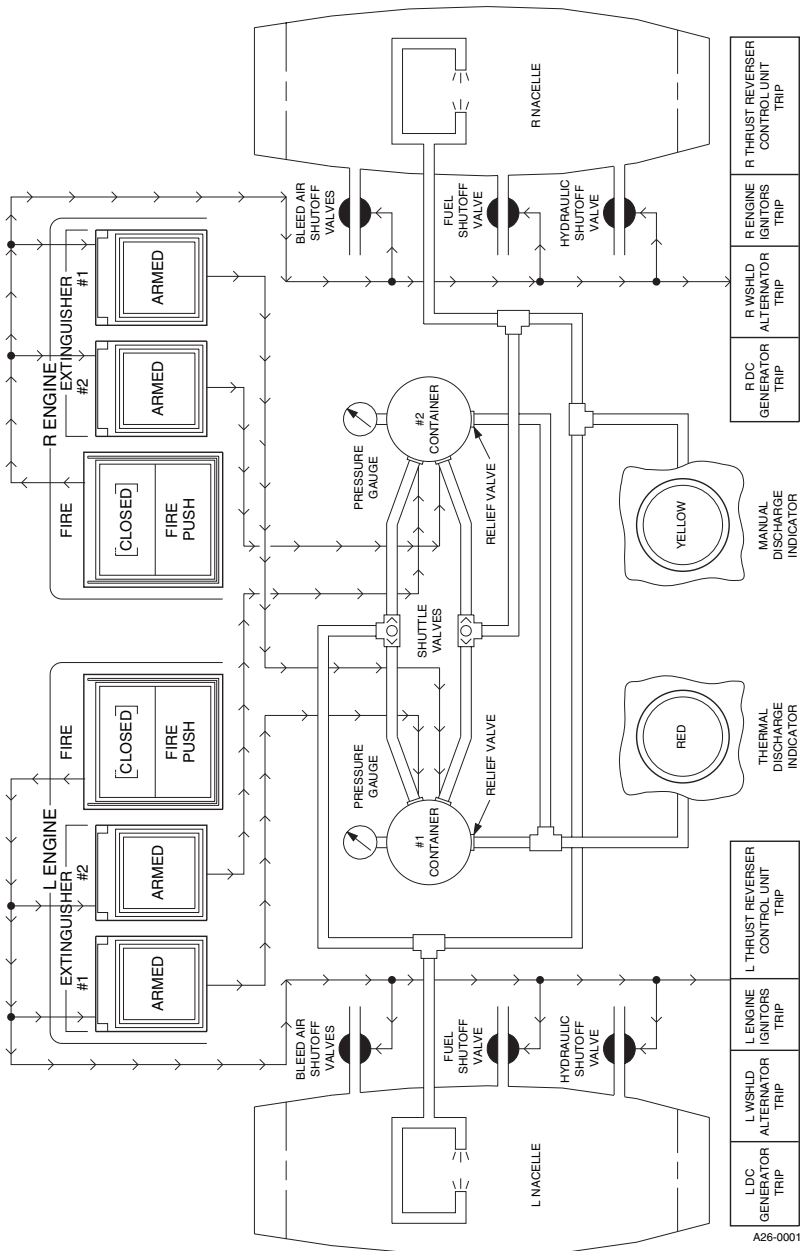 L ENGINE
EXTINGUISHER
#1
#2
FIRE
ARMED
ARMED
CLOSED
FIRE
PUSH
R ENGINE
FIRE
EXTINGUISHER
#2
#1
CLOSED
FIRE
PUSH
ARMED
ARMED
BLEED AIR
SHUTOFF
VALVES
FUEL
SHUTOFF
VALVE
HYDRAULIC
SHUTOFF
VALVE
L NACELLE
PRESSURE
GAUGE
#1
CONTAINER
RELIEF VALVE
SHUTTLE
VALVES
PRESSURE
GAUGE
#2
CONTAINER
RELIEF VALVE
BLEED AIR
SHUTOFF
VALVES
FUEL
SHUTOFF
VALVE
HYDRAULIC
SHUTOFF
VALVE
R NACELLE
RED
THERMAL
DISCHARGE
INDICATOR
YELLOW
MANUAL
DISCHARGE
INDICATOR
L DC
GENERATOR
TRIP
L WSHLD
ALTERNATOR
TRIP
L ENGINE
IGNITORS
TRIP
L THRUST REVERSER
CONTROL UNIT
TRIP
R DC
GENERATOR
TRIP
R WSHLD
ALTERNATOR
TRIP
R ENGINE
IGNITORS
TRIP
R THRUST REVERSER
CONTROL UNIT
TRIP
A26-0001